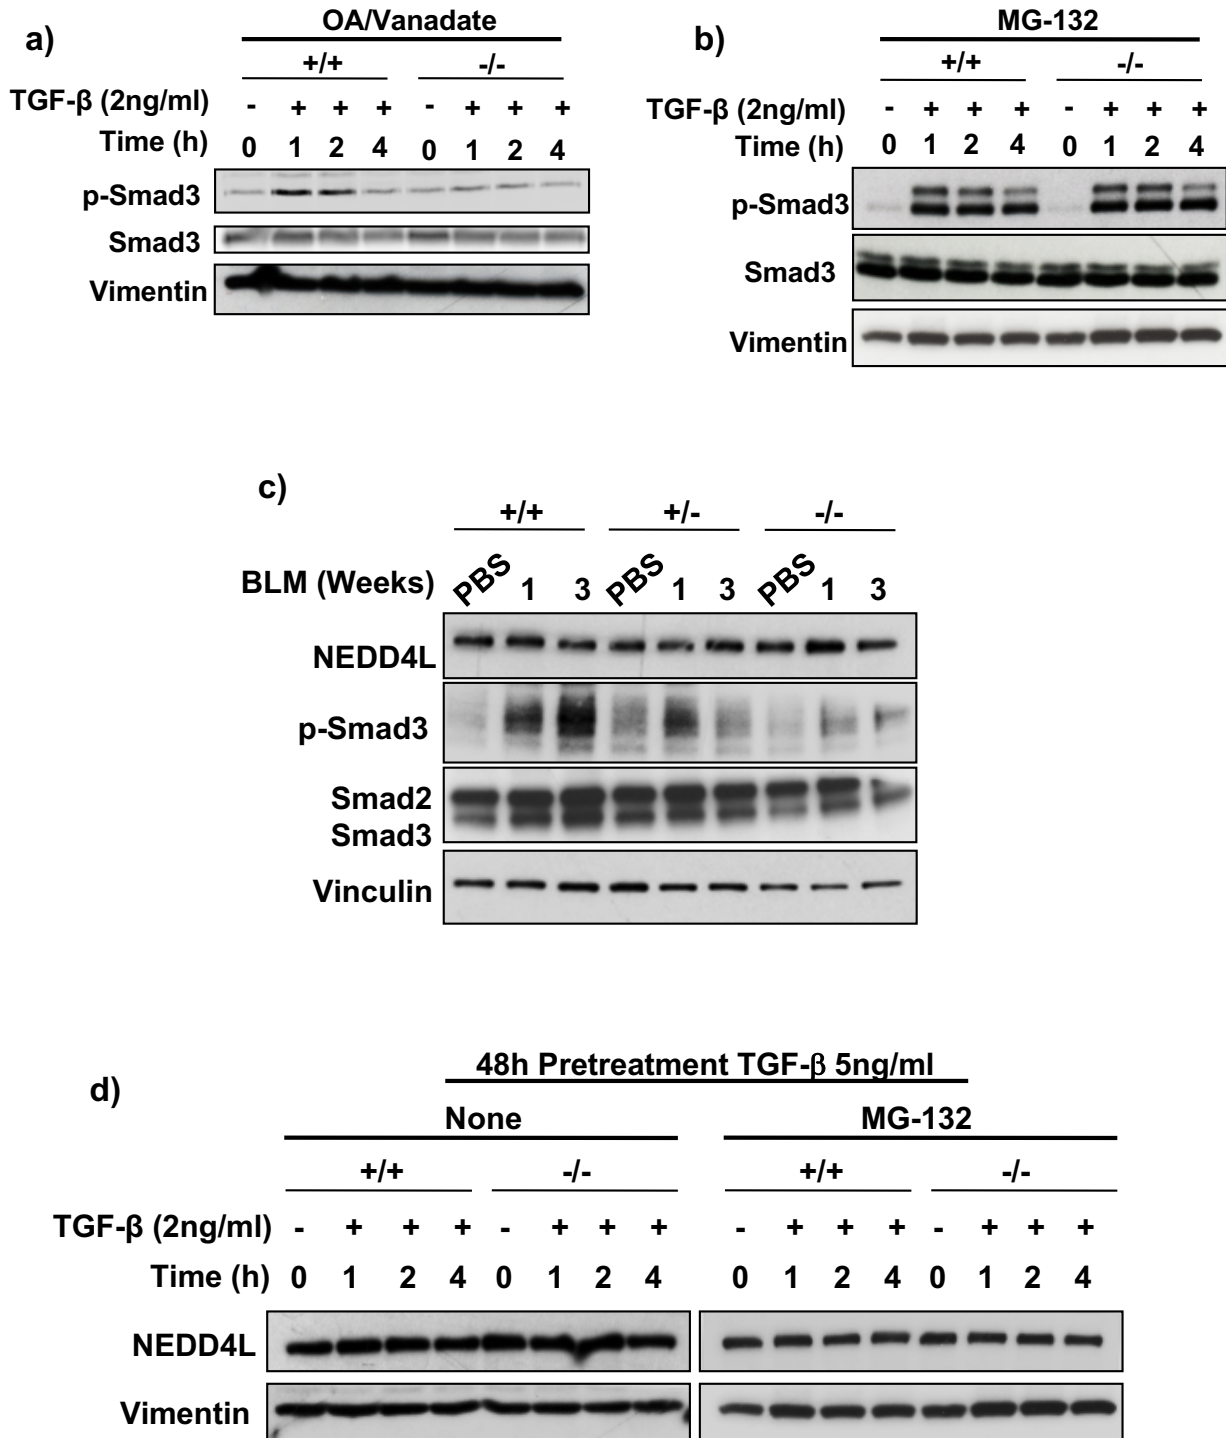 a)
OA/Vanadate
+/+ -/-
TGF-β (2ng/ml) - + + + - + + +
Time (h) 0 1 2 4 0 1 2 4
p-Smad3
Smad3
Vimentin
b)
MG-132
+/+ -/-
TGF-β (2ng/ml) - + + + - + + +
Time (h) 0 1 2 4 0 1 2 4
p-Smad3
Smad3
Vimentin
c)
+/+ +/- -/-
BLM (Weeks) PBS 1 3 PBS 1 3 PBS 1 3
NEDD4L
p-Smad3
Smad2
Smad3
Vinculin
d)
48h Pretreatment TGF-β 5ng/ml
None MG-132
+/+ -/- +/+ -/-
TGF-β (2ng/ml) - + + + - + + + - + + + - + + +
Time (h) 0 1 2 4 0 1 2 4 0 1 2 4 0 1 2 4
NEDD4L
Vimentin